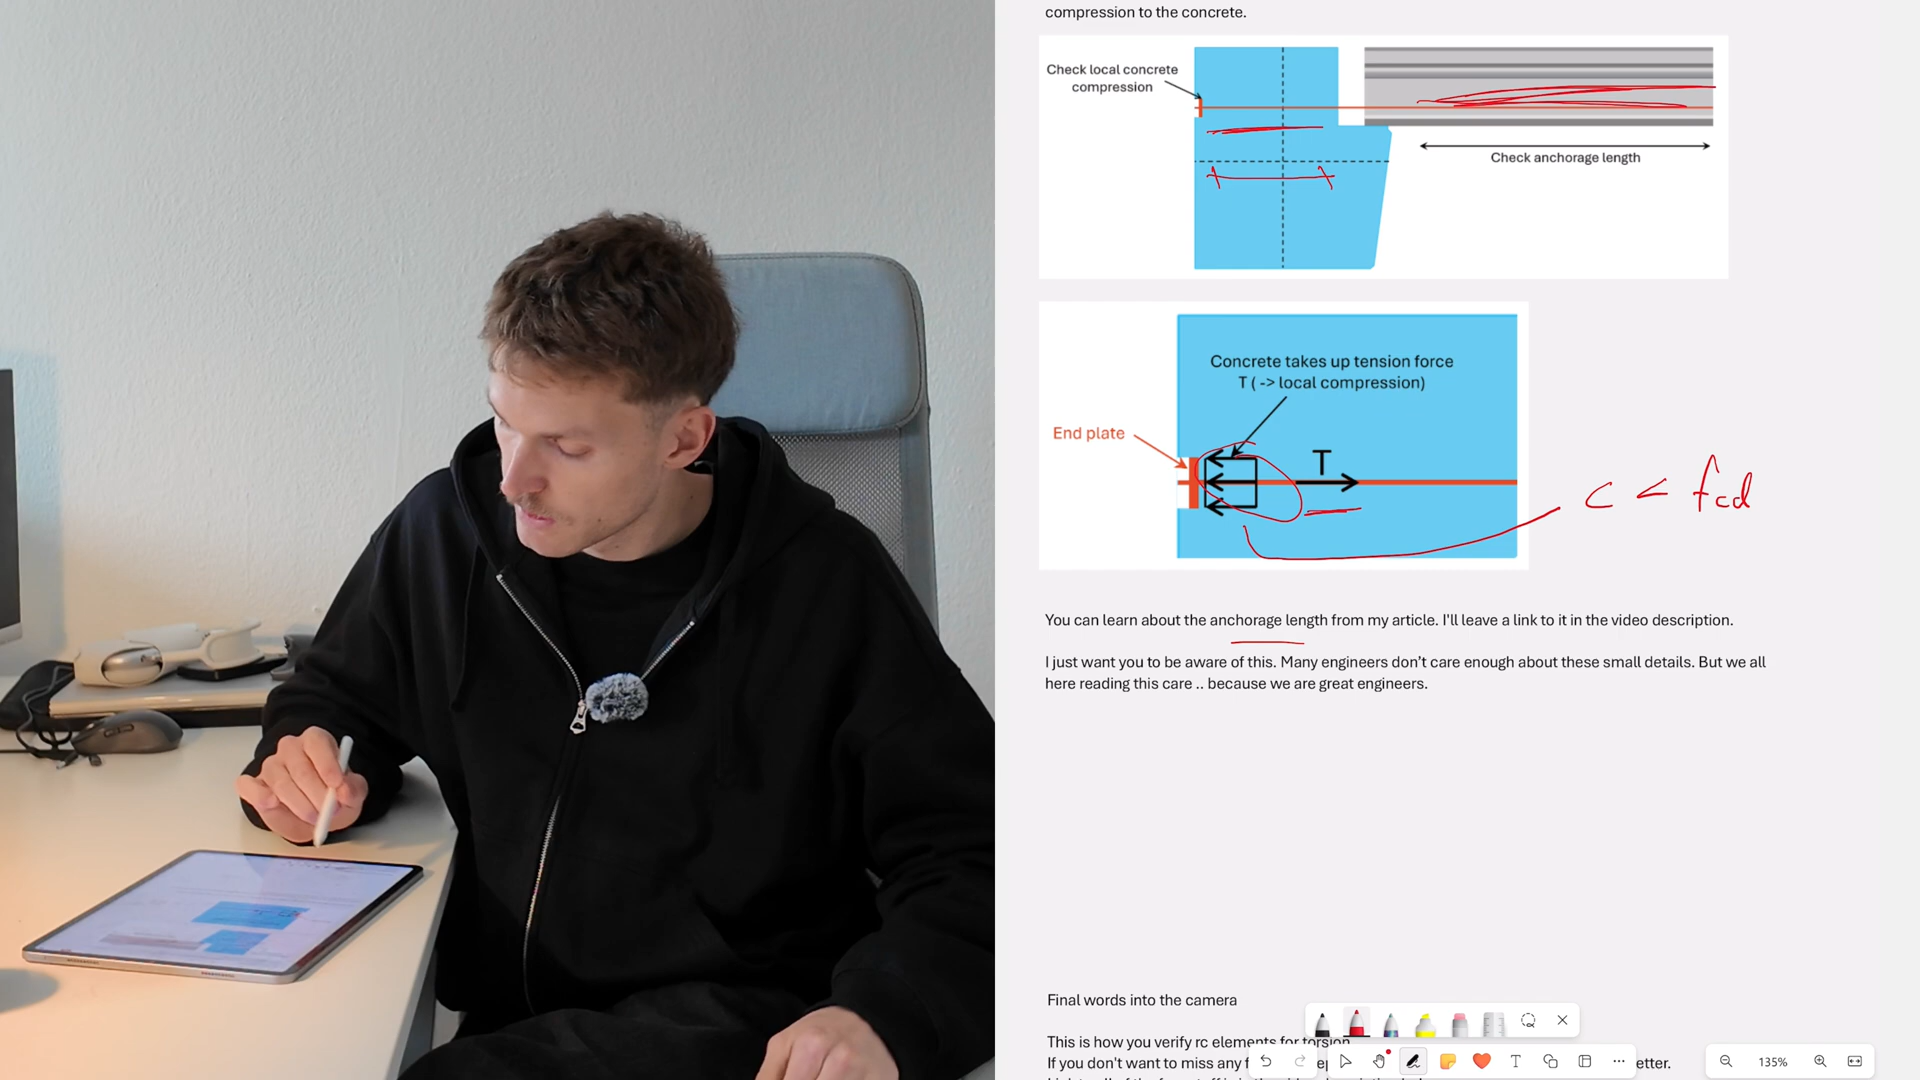 compression to the concrete.
Check local concrete
compression
Check anchorage length
Concrete takes up tension force
T ( -> local compression)
End plate
T
c < fcd
You can learn about the anchorage length from my article. I'll leave a link to it in the video description.
I just want you to be aware of this. Many engineers don't care enough about these small details. But we all
here reading this care .. because we are great engineers.
Final words into the camera
This is how you verify rc elements for torsion
If you don't want to miss any
etter.
135%